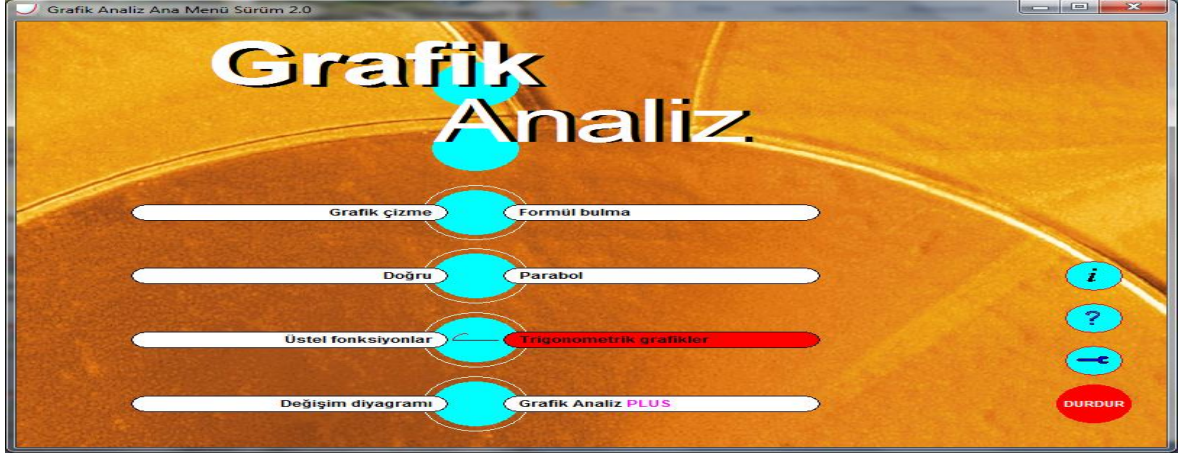 Grafik Analiz Ana Menü Sürüm 2.0
Grafik
Analiz
Grafik çizme Formül bulma
Doğru Parabol
Üstel fonksiyonlar Trigonometrik grafikler
Değişim diyagramı Grafik Analiz PLUS
i
?
DURDUR